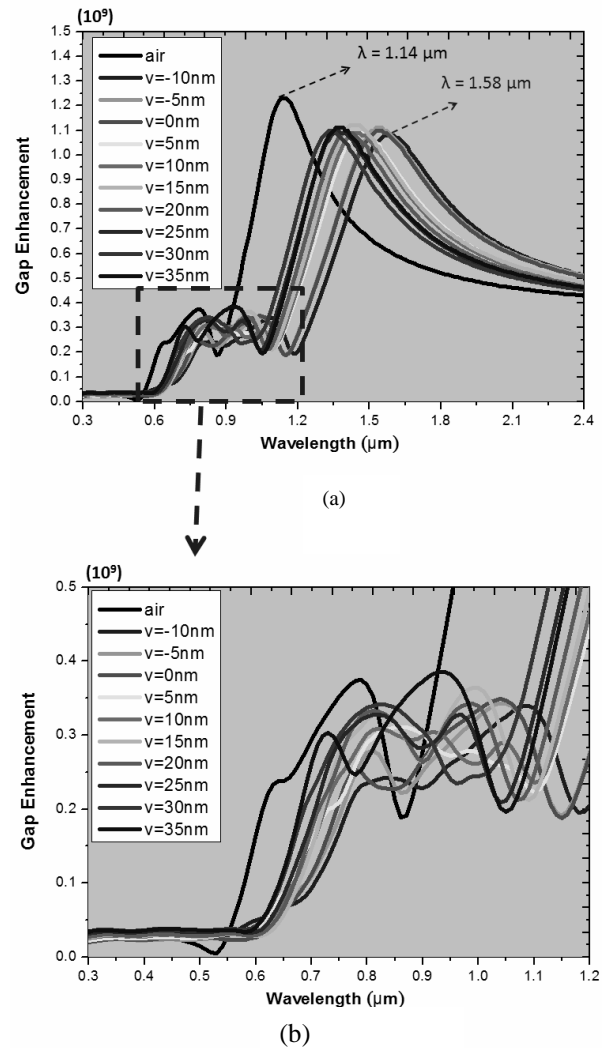 (10⁹)
1.5
1.4
1.3
1.2
1.1
1.0
0.9
0.8
0.7
0.6
0.5
0.4
0.3
0.2
0.1
0.0
Gap Enhancement
air
v=-10nm
v=-5nm
v=0nm
v=5nm
v=10nm
v=15nm
v=20nm
v=25nm
v=30nm
v=35nm
λ = 1.14 µm
λ = 1.58 µm
0.3 0.6 0.9 1.2 1.5 1.8 2.1 2.4
Wavelength (µm)
(a)
(10⁹)
0.5
0.4
0.3
0.2
0.1
0.0
Gap Enhancement
air
v=-10nm
v=-5nm
v=0nm
v=5nm
v=10nm
v=15nm
v=20nm
v=25nm
v=30nm
v=35nm
0.3 0.4 0.5 0.6 0.7 0.8 0.9 1.0 1.1 1.2
Wavelength (µm)
(b)